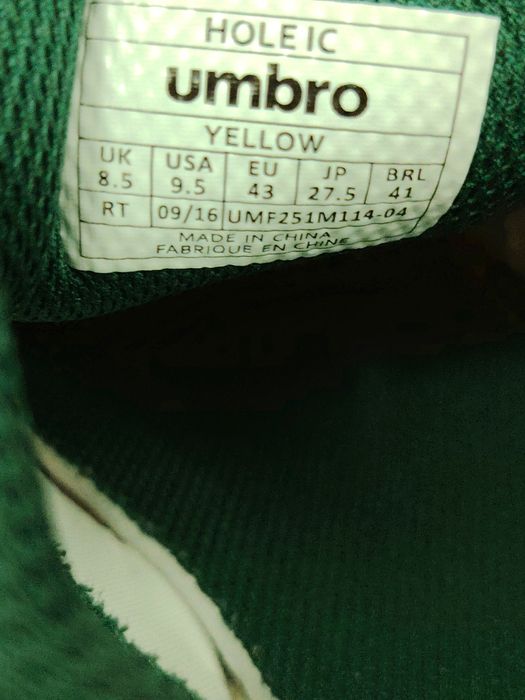 HOLE IC
umbro
YELLOW
UK USA EU JP BRL
8.5 9.5 43 27.5 41
RT 09/16 UMF251M114-04
MADE IN CHINA
FABRIQUE EN CHINE